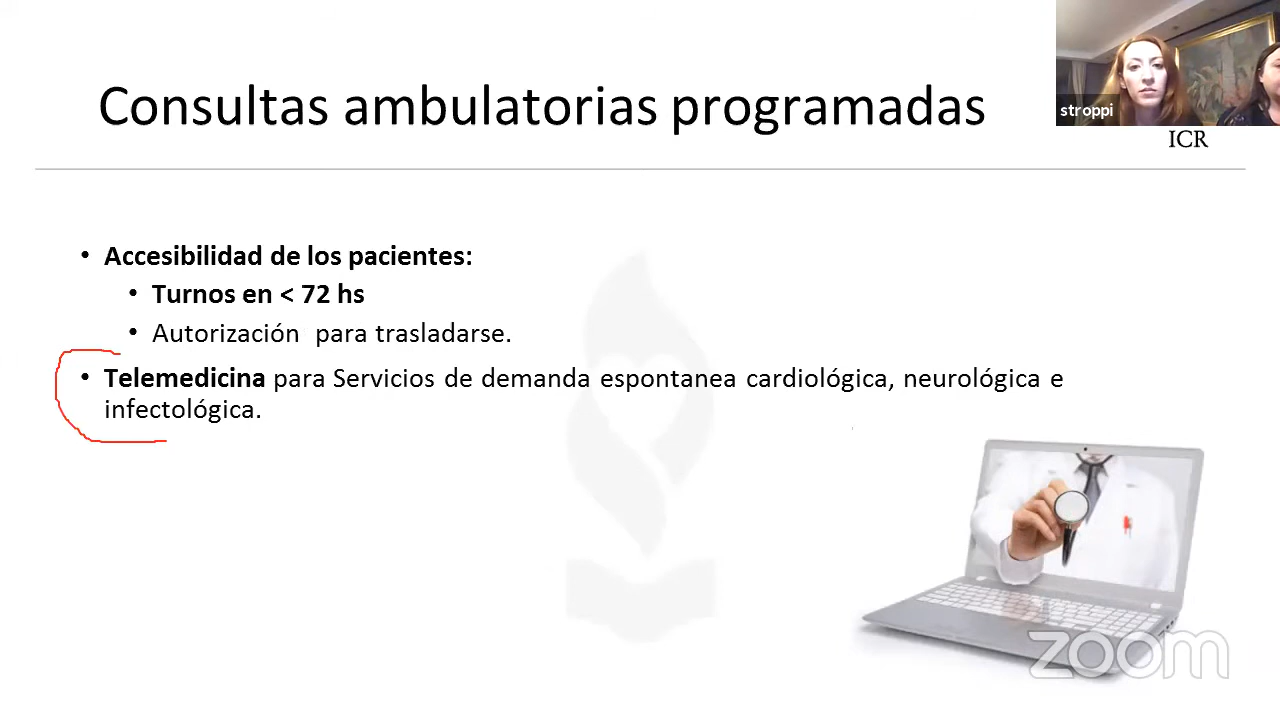 Consultas ambulatorias programadas
stroppi
ICR
• Accesibilidad de los pacientes:
• Turnos en < 72 hs
• Autorización para trasladarse.
• Telemedicina para Servicios de demanda espontanea cardiológica, neurológica e
infectológica.
zoom